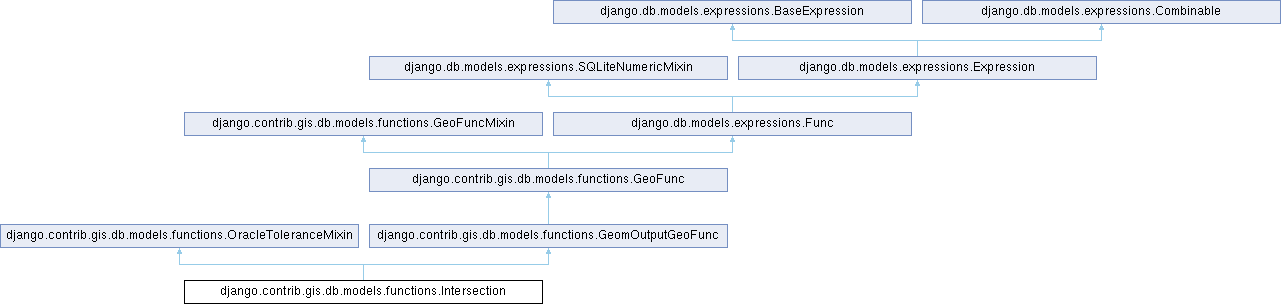 django.db.models.expressions.BaseExpression
django.db.models.expressions.Combinable
django.db.models.expressions.SQLiteNumericMixin
django.db.models.expressions.Expression
django.contrib.gis.db.models.functions.GeoFuncMixin
django.db.models.expressions.Func
django.contrib.gis.db.models.functions.GeoFunc
django.contrib.gis.db.models.functions.OracleToleranceMixin
django.contrib.gis.db.models.functions.GeomOutputGeoFunc
django.contrib.gis.db.models.functions.Intersection